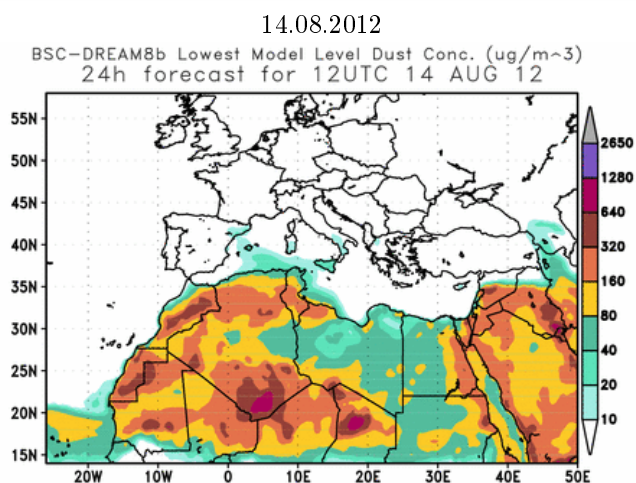 14.08.2012
BSC-DREAM8b Lowest Model Level Dust Conc. (ug/m^3)
24h forecast for 12UTC 14 AUG 12
55N
50N
45N
40N
35N
30N
25N
20N
15N
20W
10W
0
10E
20E
30E
40E
50E
2650
1280
640
320
160
80
40
20
10